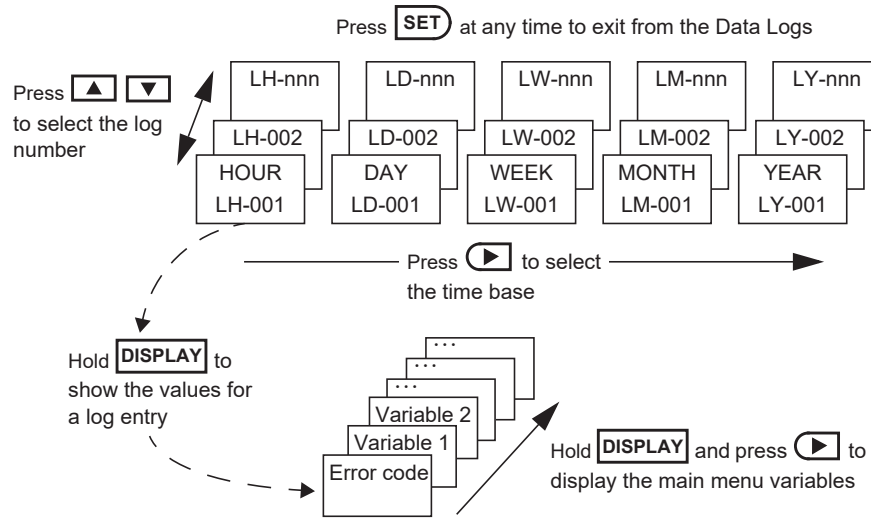 Press SET at any time to exit from the Data Logs
Press ▲ ▼
to select the log
number
LH-nnn LD-nnn LW-nnn LM-nnn LY-nnn
LH-002 LD-002 LW-002 LM-002 LY-002
HOUR DAY WEEK MONTH YEAR
LH-001 LD-001 LW-001 LM-001 LY-001
Press ▶ to select
the time base
Hold DISPLAY to
show the values for
a log entry
...
...
...
Variable 2
Variable 1
Error code
Hold DISPLAY and press ▶ to
display the main menu variables